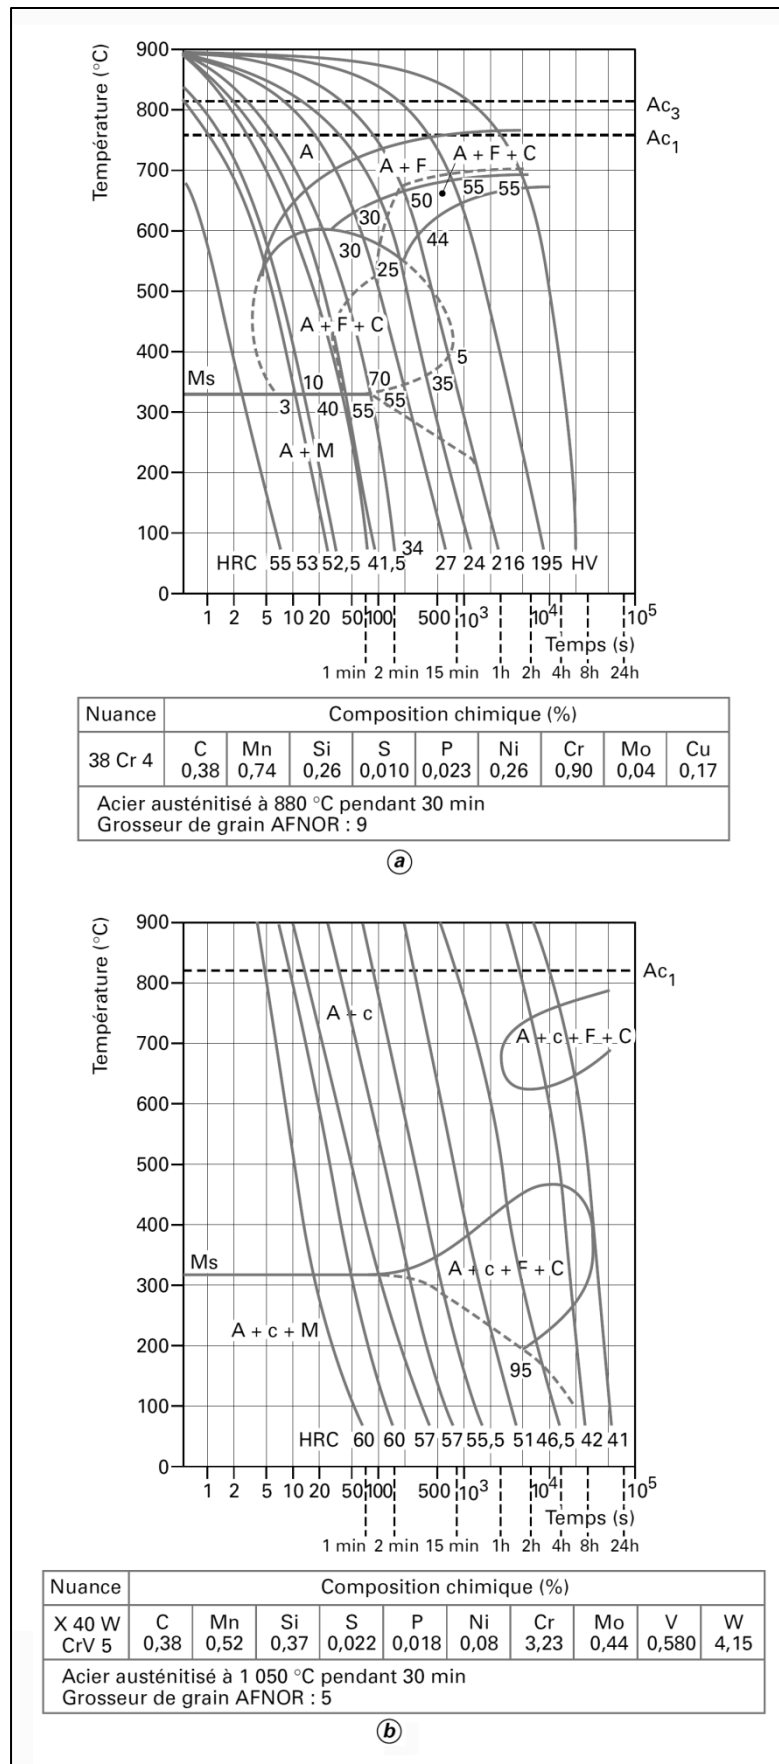 Température (°C)
900
800
700
600
500
400
300
200
100
0
Ac3
Ac1
A
A + F
A + F + C
50
55
55
30
30
44
25
A + F + C
5
Ms
10
70
35
3
40
55
55
A + M
34
HRC 55 53 52,5 41,5 27 24 216 195 HV
1 2 5 10 20 50 100 500 10³ 10⁴ 10⁵
Temps (s)
1 min 2 min 15 min 1h 2h 4h 8h 24h
Nuance Composition chimique (%)
38 Cr 4
C Mn Si S P Ni Cr Mo Cu
0,38 0,74 0,26 0,010 0,023 0,26 0,90 0,04 0,17
Acier austénitisé à 880 °C pendant 30 min
Grosseur de grain AFNOR : 9
a
Température (°C)
900
800
700
600
500
400
300
200
100
0
Ac1
A + c
A + c + F + C
Ms
A + c + F + C
A + c + M
95
HRC 60 60 57 57 55,5 51 46,5 42 41
1 2 5 10 20 50 100 500 10³ 10⁴ 10⁵
Temps (s)
1 min 2 min 15 min 1h 2h 4h 8h 24h
Nuance Composition chimique (%)
X 40 W
CrV 5
C Mn Si S P Ni Cr Mo V W
0,38 0,52 0,37 0,022 0,018 0,08 3,23 0,44 0,580 4,15
Acier austénitisé à 1 050 °C pendant 30 min
Grosseur de grain AFNOR : 5
b